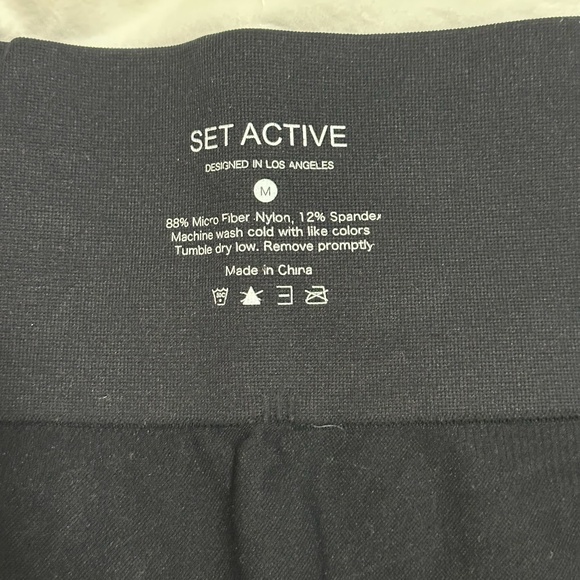 SET ACTIVE
DESIGNED IN LOS ANGELES
M
88% Micro Fiber Nylon, 12% Spandex
Machine wash cold with like colors
Tumble dry low. Remove promptly
Made in China
30C